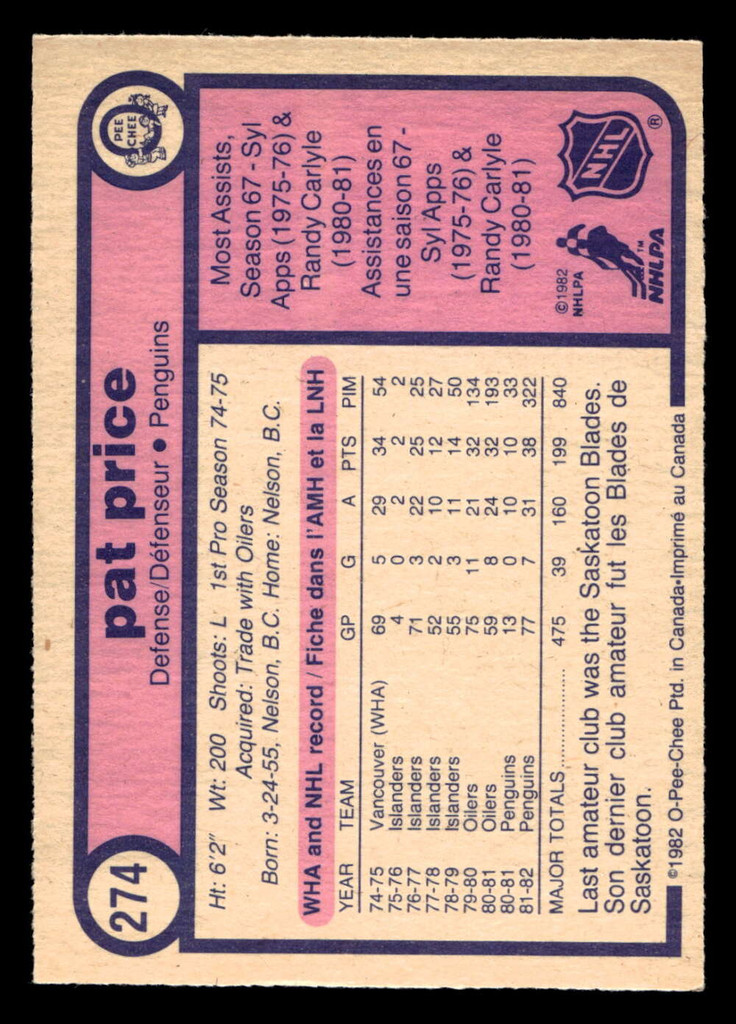 274
pat price
Defense/Défenseur • Penguins
O
PEE
CHEE
Ht: 6'2" Wt: 200 Shoots: L 1st Pro Season 74-75
Acquired: Trade with Oilers
Born: 3-24-55, Nelson, B.C. Home: Nelson, B.C.
WHA and NHL record / Fiche dans l'AMH et la LNH
YEAR TEAM GP G A PTS PIM
74-75 Vancouver (WHA) 69 5 29 34 54
75-76 Islanders 4 0 2 2 2
76-77 Islanders 71 3 22 25 25
77-78 Islanders 52 2 10 12 27
78-79 Islanders 55 3 11 14 50
79-80 Oilers 75 11 21 32 134
80-81 Oilers 59 8 24 32 193
80-81 Penguins 13 0 10 10 33
81-82 Penguins 77 7 31 38 322
MAJOR TOTALS.................... 475 39 160 199 840
Last amateur club was the Saskatoon Blades.
Son dernier club amateur fut les Blades de
Saskatoon.
©1982 O-Pee-Chee Ptd. in Canada•Imprimé au Canada
Most Assists,
Season 67 - Syl
Apps (1975-76) &
Randy Carlyle
(1980-81)
Assistances en
une saison 67 -
Syl Apps
(1975-76) &
Randy Carlyle
(1980-81)
©1982
NHLPA
™
NHLPA
NHL
®